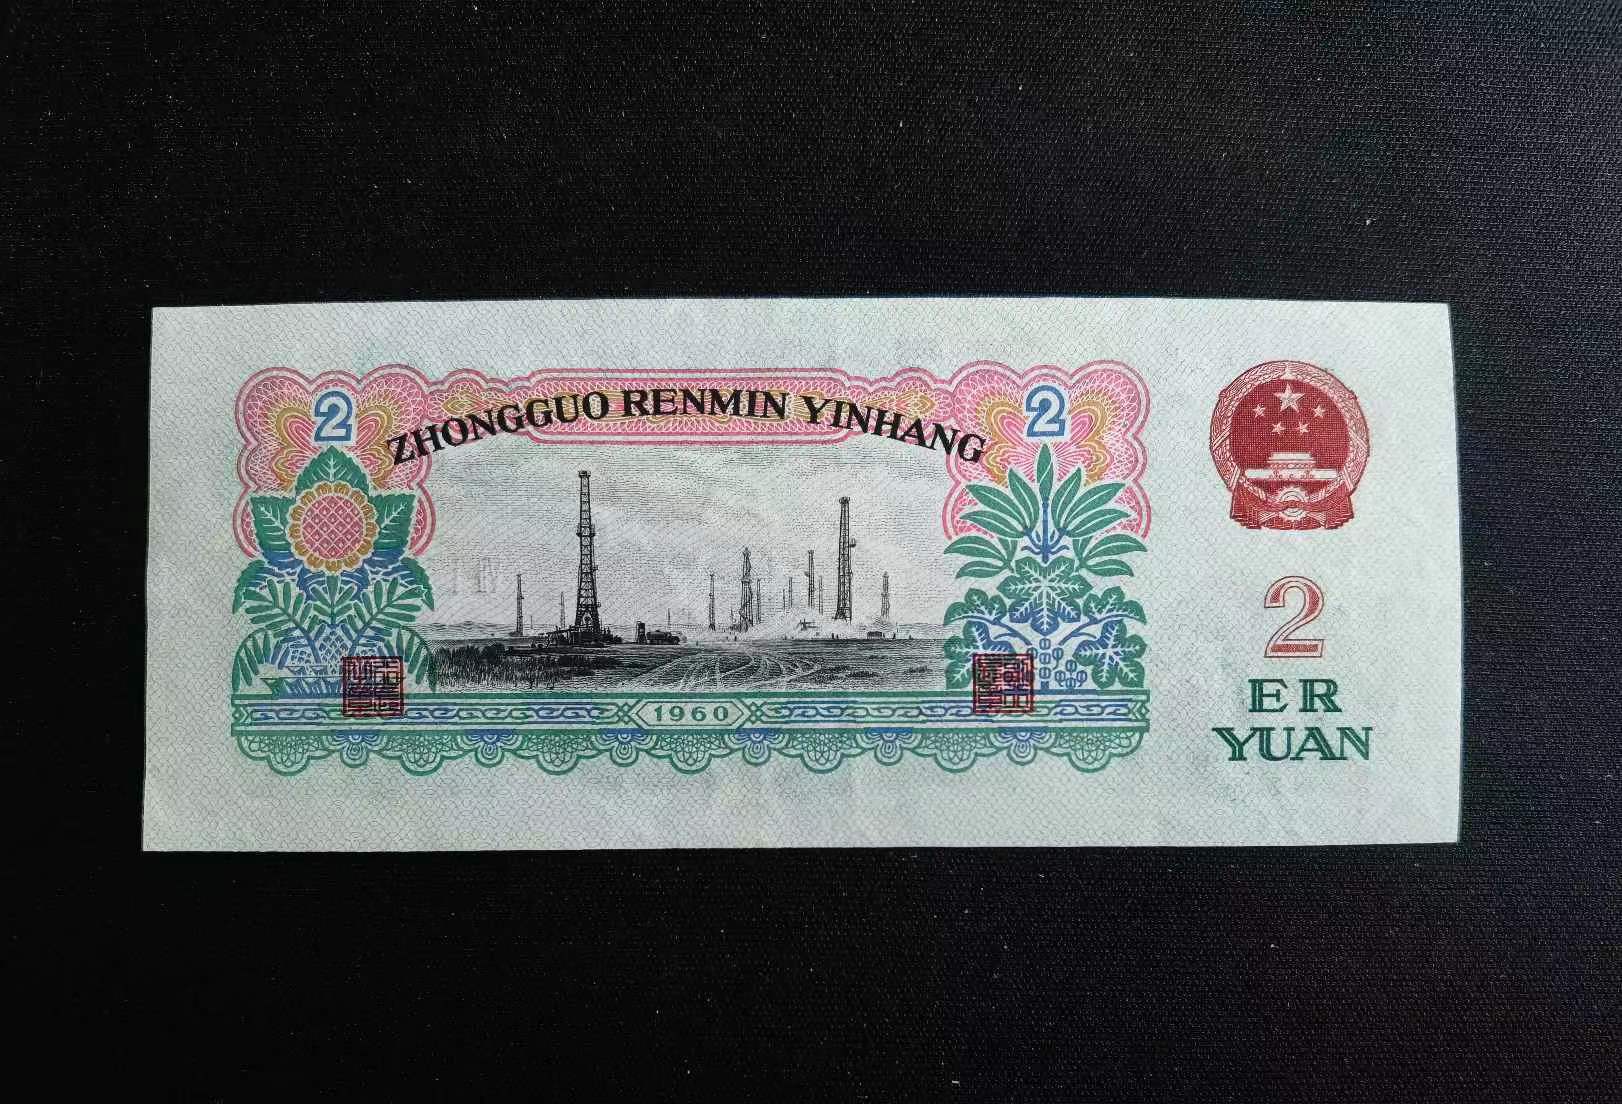 2
2
ZHONGGUO RENMIN YINHANG
1960
2
ER
YUAN